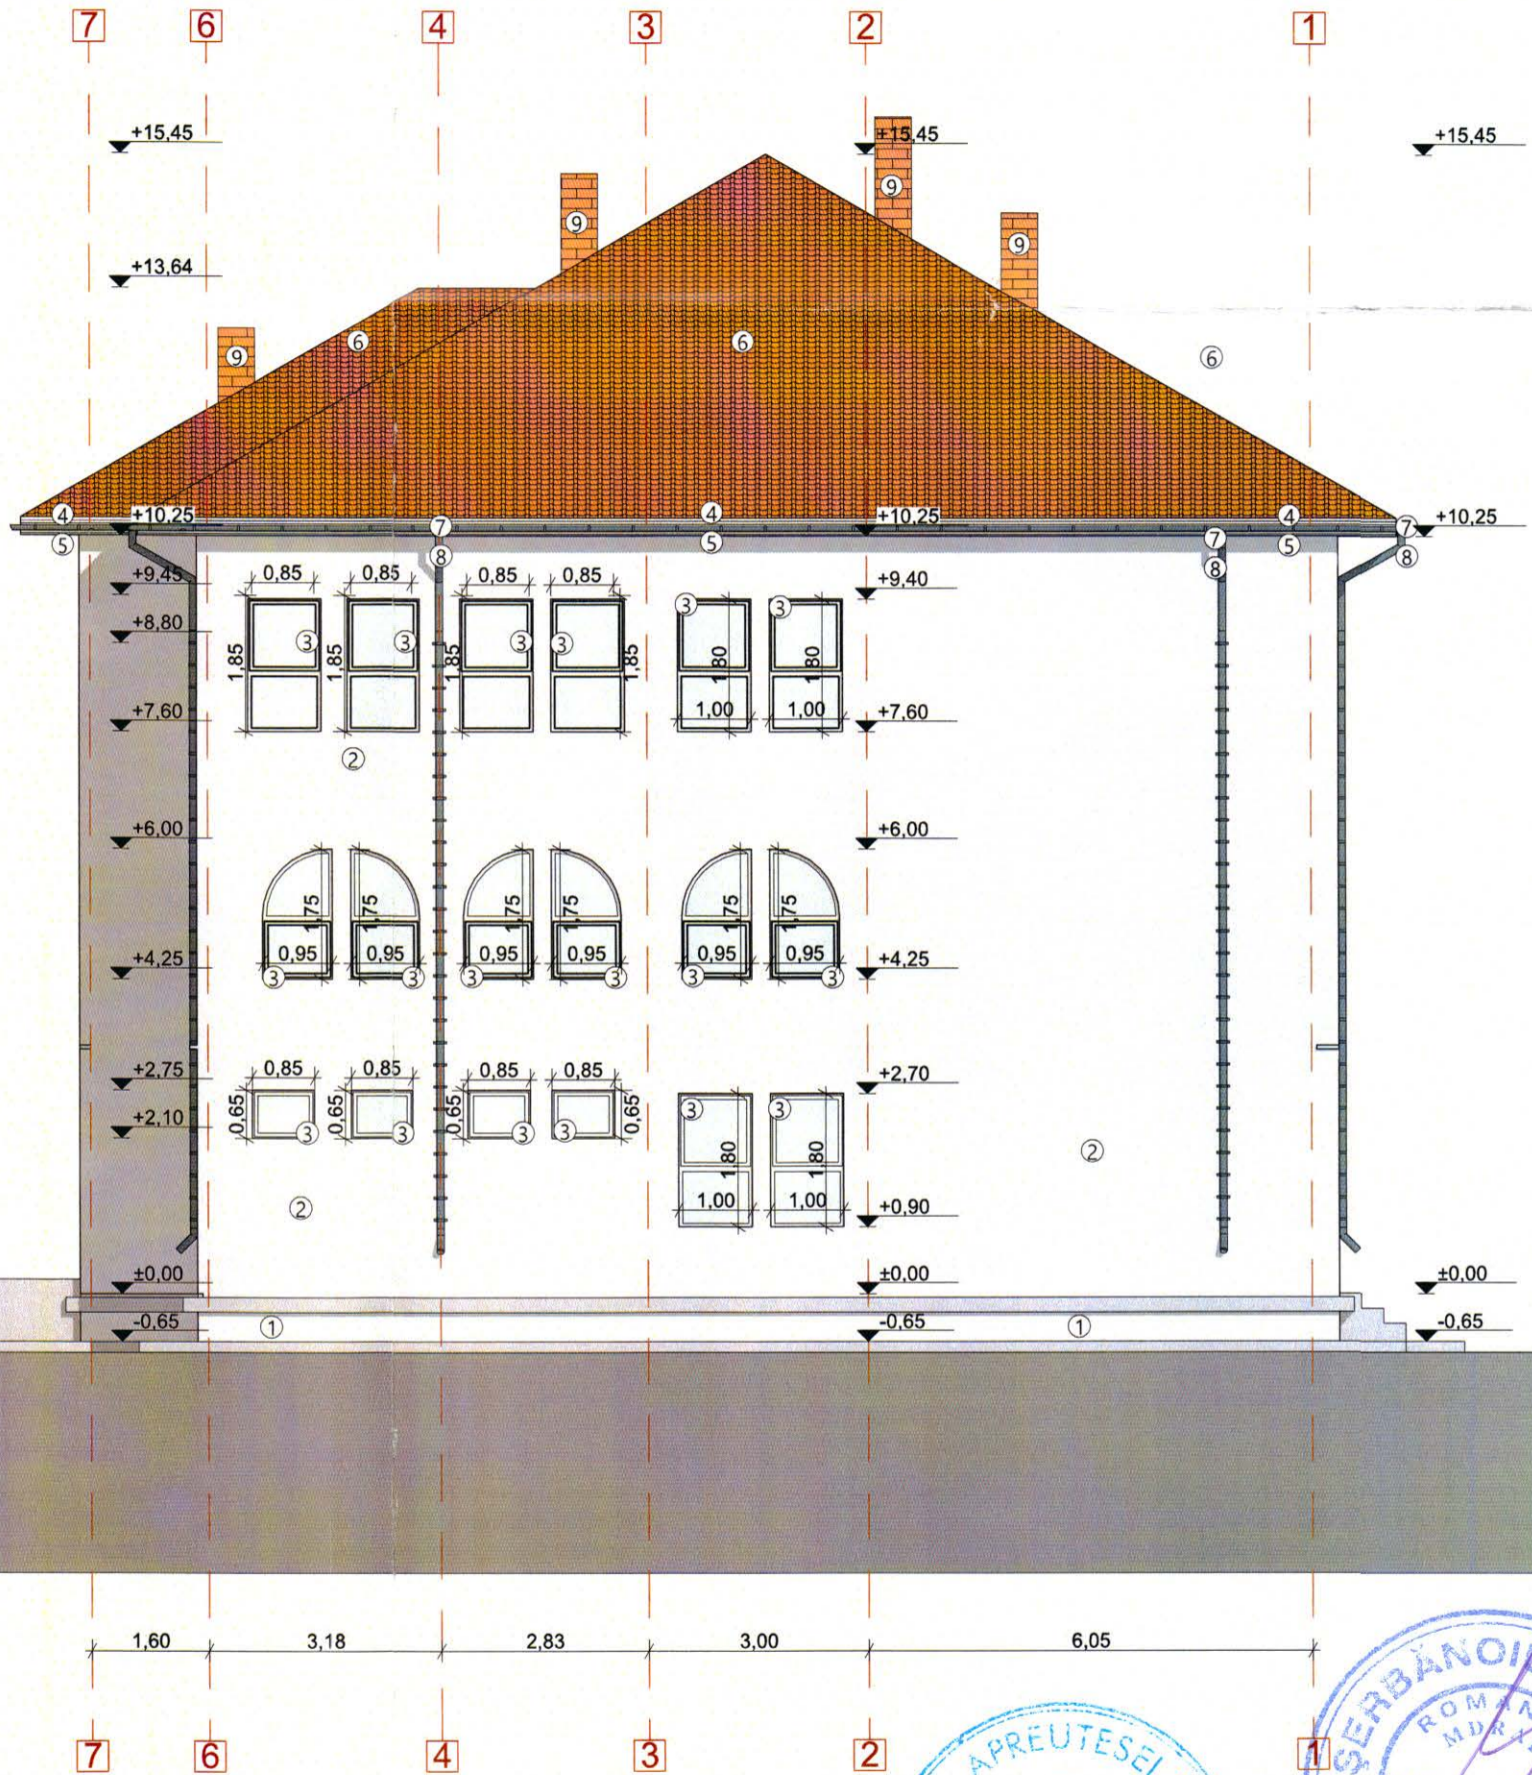 7 6 4 3 2 1
+15,45 +15,45 +15,45
9
9
9
+13,64
9
6 6 6
4 +10,25 7 4 +10,25 4 7 +10,25
5 8 5 7 5 8
8
+9,45 0,85 0,85 0,85 0,85 +9,40
3 3
+8,80 3 3 3 3
1,85 1,85 1,85 1,85 1,80 1,80
+7,60 1,00 1,00 +7,60
2
+6,00 +6,00
1,75 1,75 1,75 1,75 1,75 1,75
+4,25 0,95 0,95 0,95 0,95 0,95 0,95 +4,25
3 3 3 3 3 3
+2,75 0,85 0,85 0,85 0,85 +2,70
+2,10 0,65 0,65 0,65 0,65 3 3
3 3 3 3
1,80 1,80 2
2 1,00 1,00 +0,90
±0,00 ±0,00 ±0,00
-0,65 1 -0,65 1 -0,65
1,60 3,18 2,83 3,00 6,05
7 6 4 3 2 1
APREUTESEI
ȘERBĂNOI
ROMÂN
MDRA